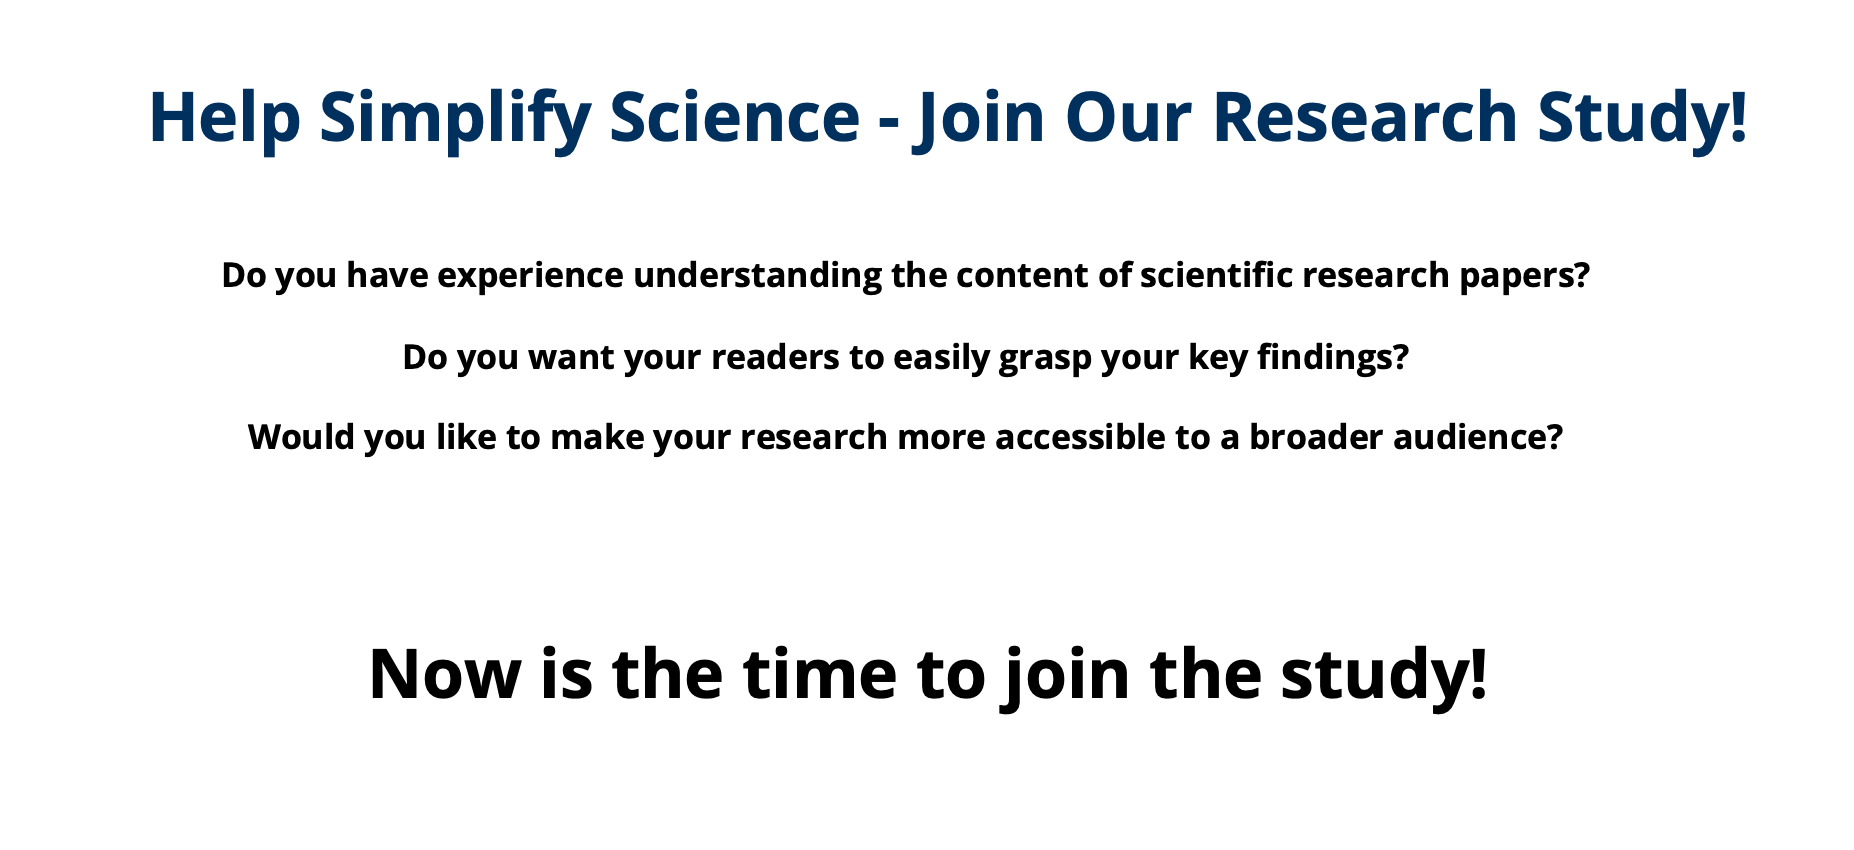 Help Simplify Science - Join Our Research Study!
Do you have experience understanding the content of scientific research papers?
Do you want your readers to easily grasp your key findings?
Would you like to make your research more accessible to a broader audience?
Now is the time to join the study!